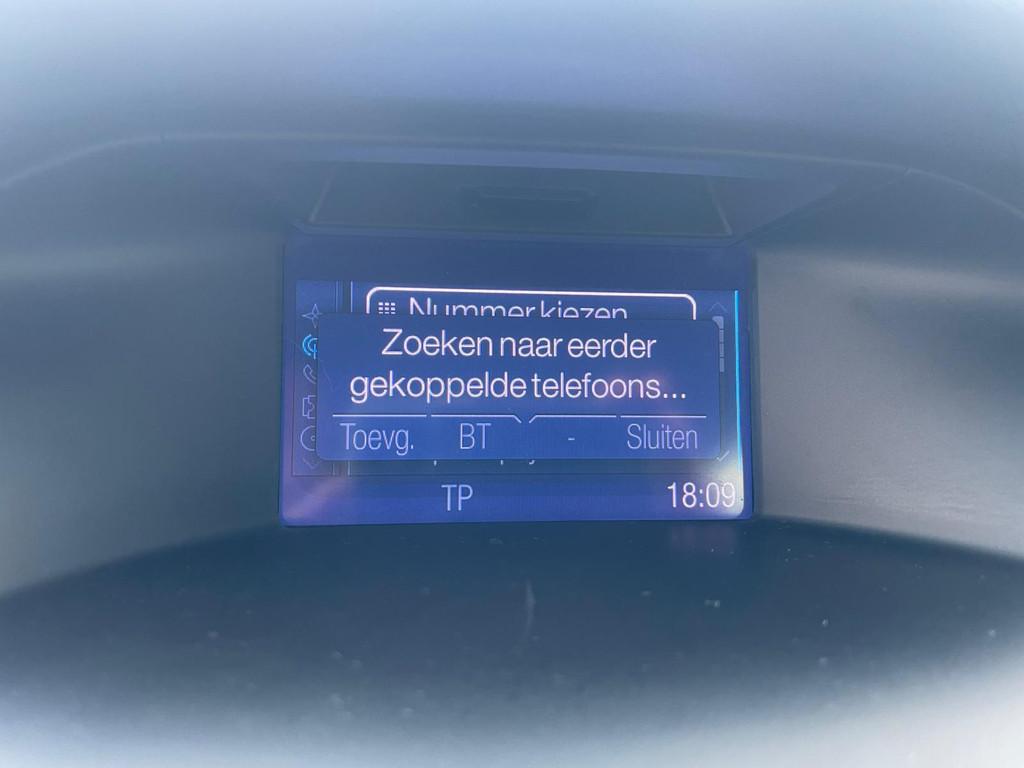 Nummer kiezen
Zoeken naar eerder
gekoppelde telefoons...
Toevg. BT - Sluiten
TP 18:09